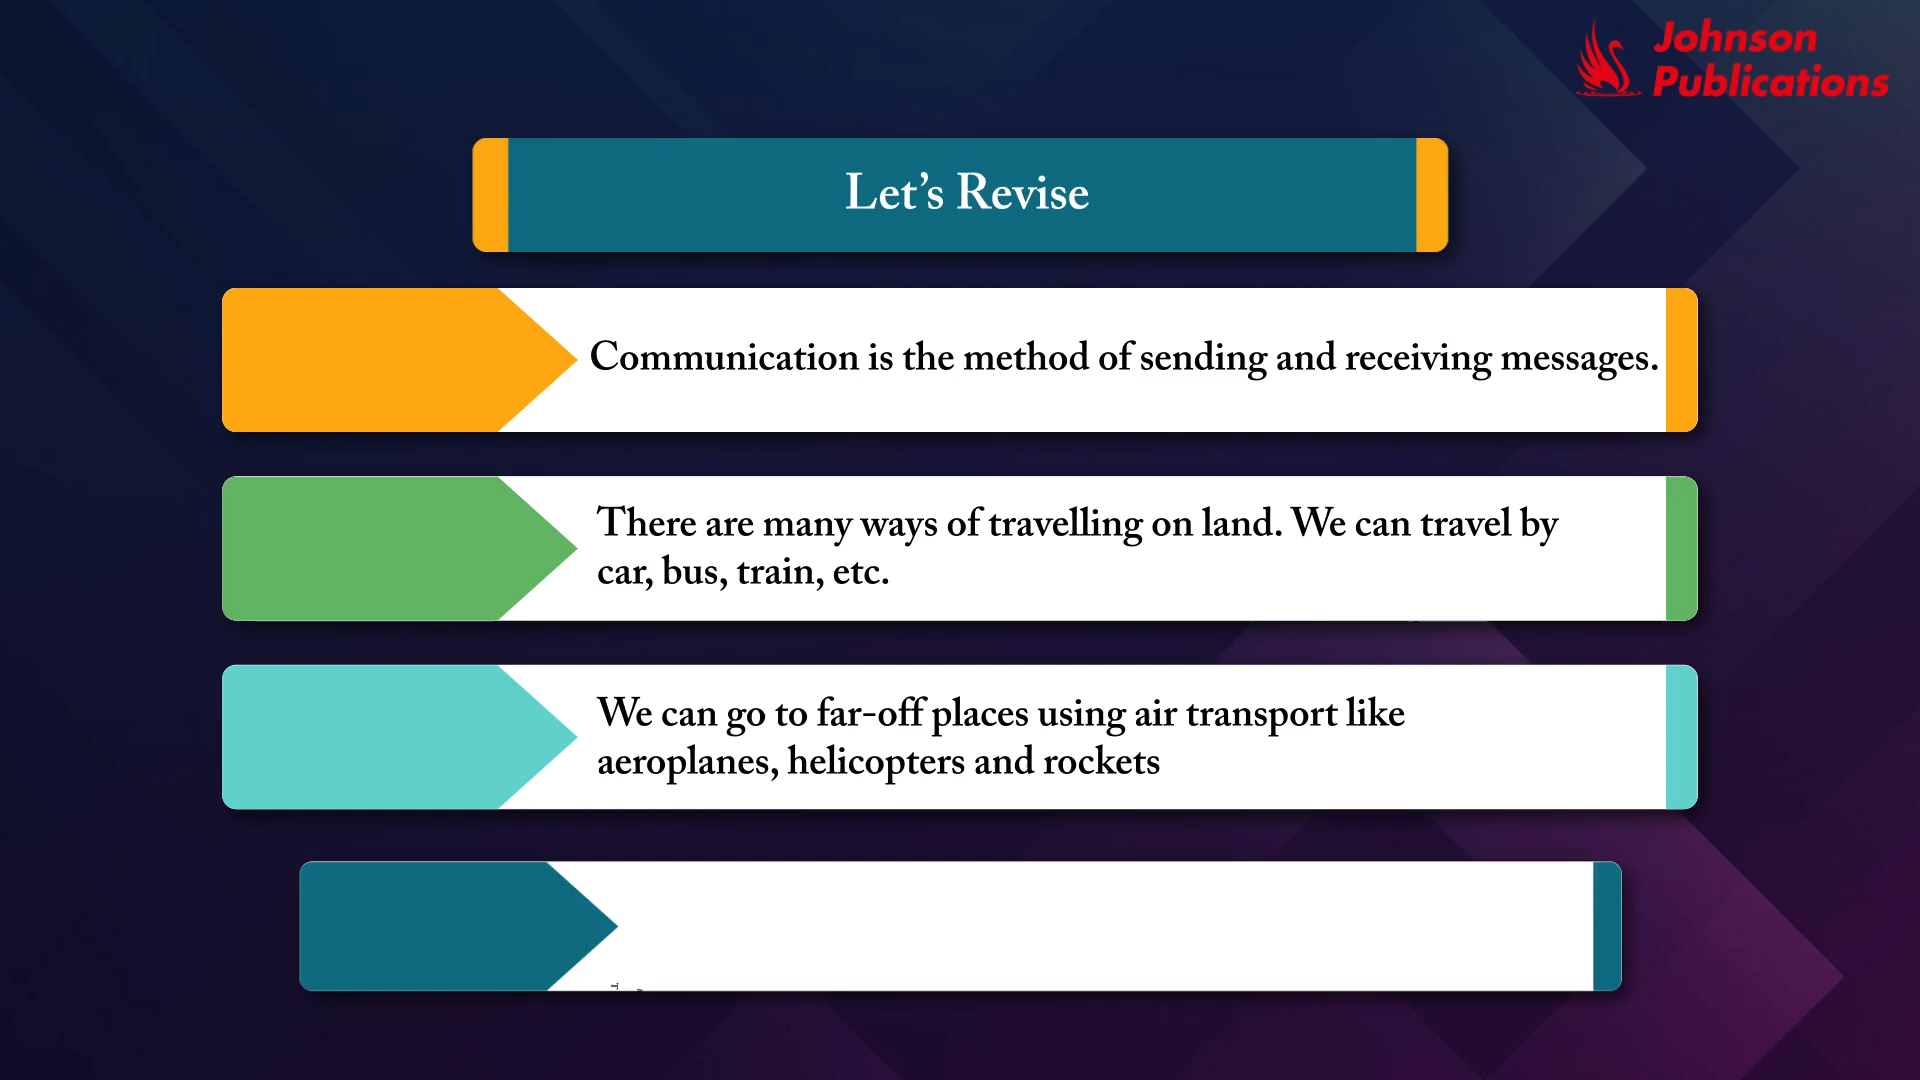 Johnson
Publications
Let’s Revise
Communication is the method of sending and receiving messages.
There are many ways of travelling on land. We can travel by
car, bus, train, etc.
We can go to far-off places using air transport like
aeroplanes, helicopters and rockets